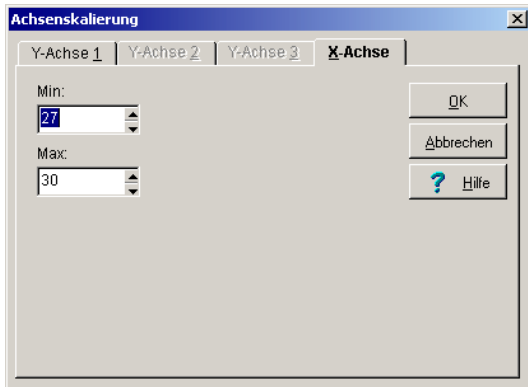 Achsenskalierung
Y-Achse 1 Y-Achse 2 Y-Achse 3 X-Achse
Min:
27
Max:
30
OK
Abbrechen
? Hilfe